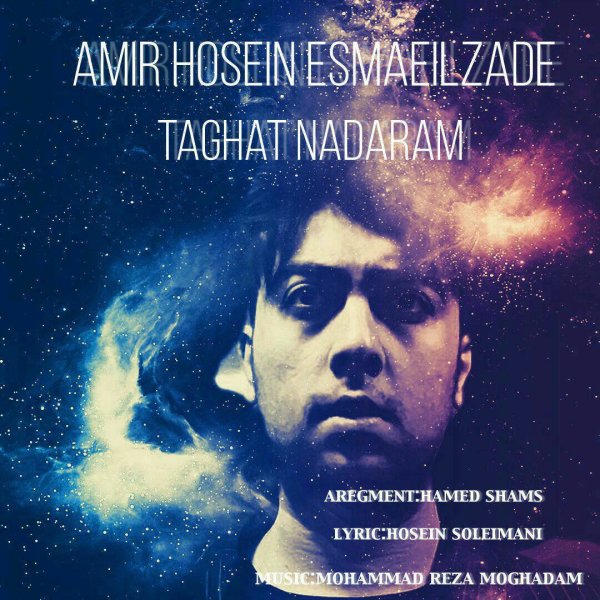 AMIR HOSEIN ESMAEILZADE
TAGHAT NADARAM
AREGMENT:HAMED SHAMS
LYRIC:HOSEIN SOLEIMANI
MUSIC:MOHAMMAD REZA MOGHADAM